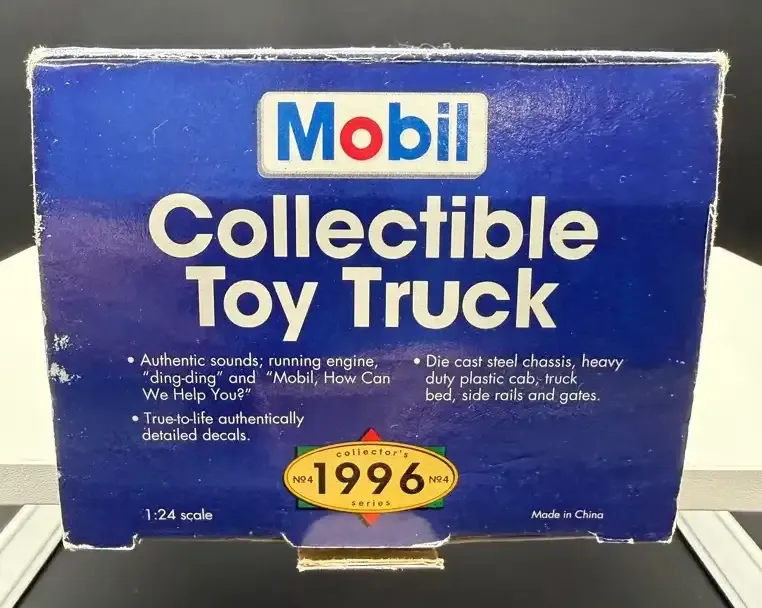 Mobil
Collectible
Toy Truck
• Authentic sounds; running engine,
"ding-ding" and "Mobil, How Can
We Help You?"
• True-to-life authentically
detailed decals.
• Die cast steel chassis, heavy
duty plastic cab, truck
bed, side rails and gates.
collector's
Nº4 1996 Nº4
series
1:24 scale
Made in China